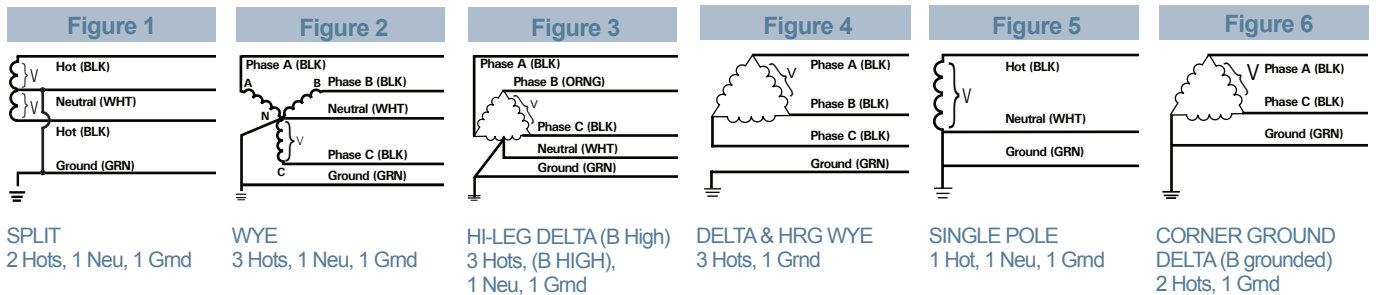 Figure 1
Hot (BLK)
V
Neutral (WHT)
V
Hot (BLK)
Ground (GRN)
SPLIT
2 Hots, 1 Neu, 1 Grnd
Figure 2
Phase A (BLK)
A
B
Phase B (BLK)
N
Neutral (WHT)
V
Phase C (BLK)
C
Ground (GRN)
WYE
3 Hots, 1 Neu, 1 Grnd
Figure 3
Phase A (BLK)
Phase B (ORNG)
V
Phase C (BLK)
Neutral (WHT)
Ground (GRN)
HI-LEG DELTA (B High)
3 Hots, (B HIGH),
1 Neu, 1 Grnd
Figure 4
V
Phase A (BLK)
Phase B (BLK)
Phase C (BLK)
Ground (GRN)
DELTA & HRG WYE
3 Hots, 1 Grnd
Figure 5
Hot (BLK)
V
Neutral (WHT)
Ground (GRN)
SINGLE POLE
1 Hot, 1 Neu, 1 Grnd
Figure 6
V
Phase A (BLK)
Phase C (BLK)
Ground (GRN)
CORNER GROUND
DELTA (B grounded)
2 Hots, 1 Grnd